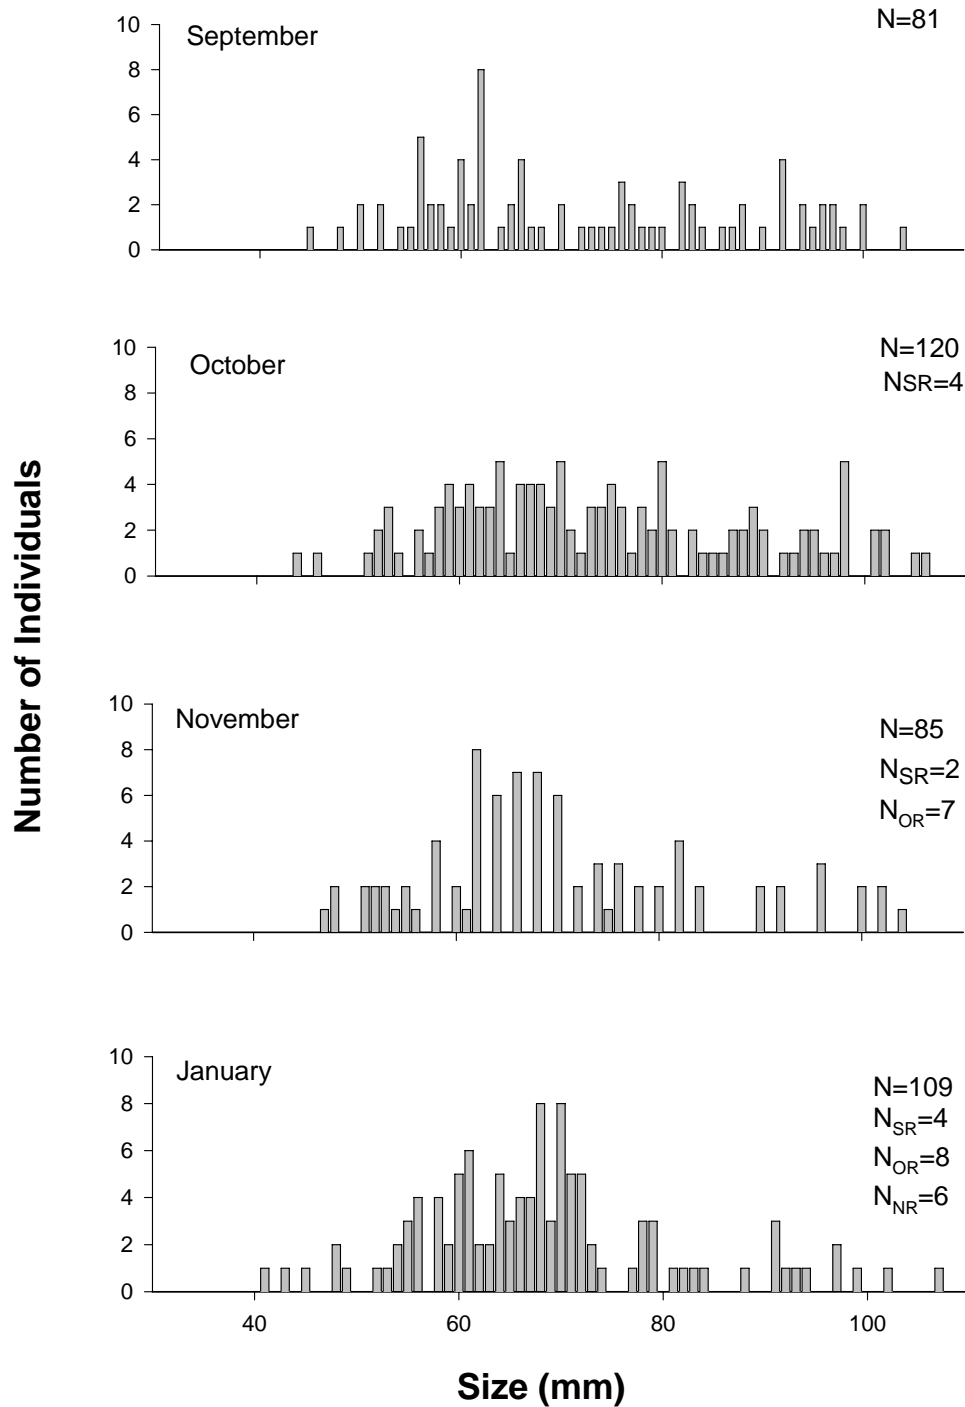 Number of Individuals
10
8
6
4
2
0
September
N=81
10
8
6
4
2
0
October
N=120
NSR=4
10
8
6
4
2
0
November
N=85
NSR=2
NOR=7
10
8
6
4
2
0
January
N=109
NSR=4
NOR=8
NNR=6
40 60 80 100
Size (mm)